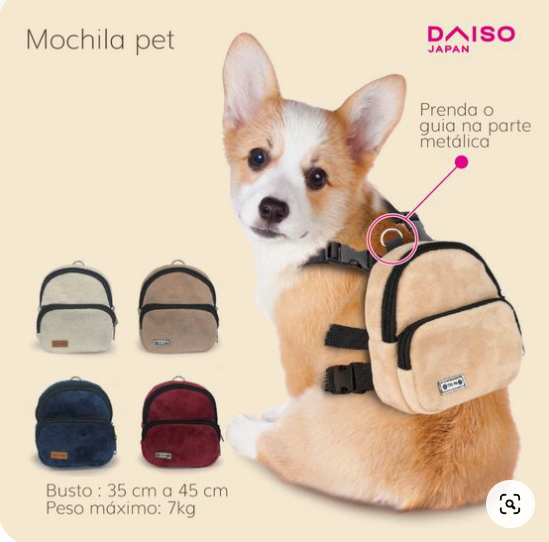 Mochila pet
DAISO
JAPAN
Prenda o
guia na parte
metálica
Busto : 35 cm a 45 cm
Peso máximo: 7kg